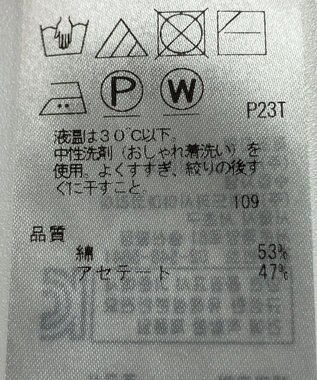 P W
P23T
液温は30℃以下。
中性洗剤（おしゃれ着洗い）を
使用。よくすすぎ、絞りの後す
ぐに干すこと。
109
品質
綿 53%
アセテート 47%